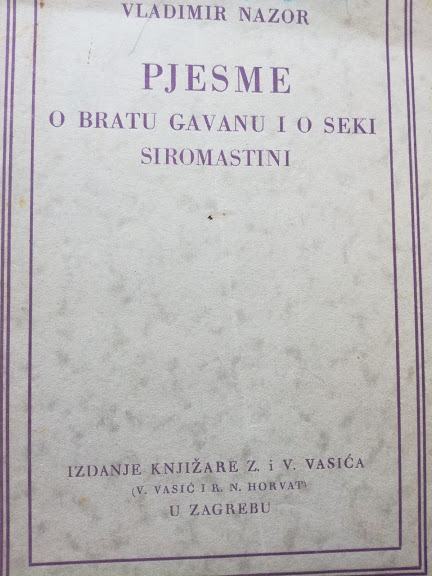 VLADIMIR NAZOR
PJESME
O BRATU GAVANU I O SEKI
SIROMASTINI
IZDANJE KNJIŽARE Z. i V. VASIĆA
(V. VASIĆ I R. N. HORVAT)
U ZAGREBU